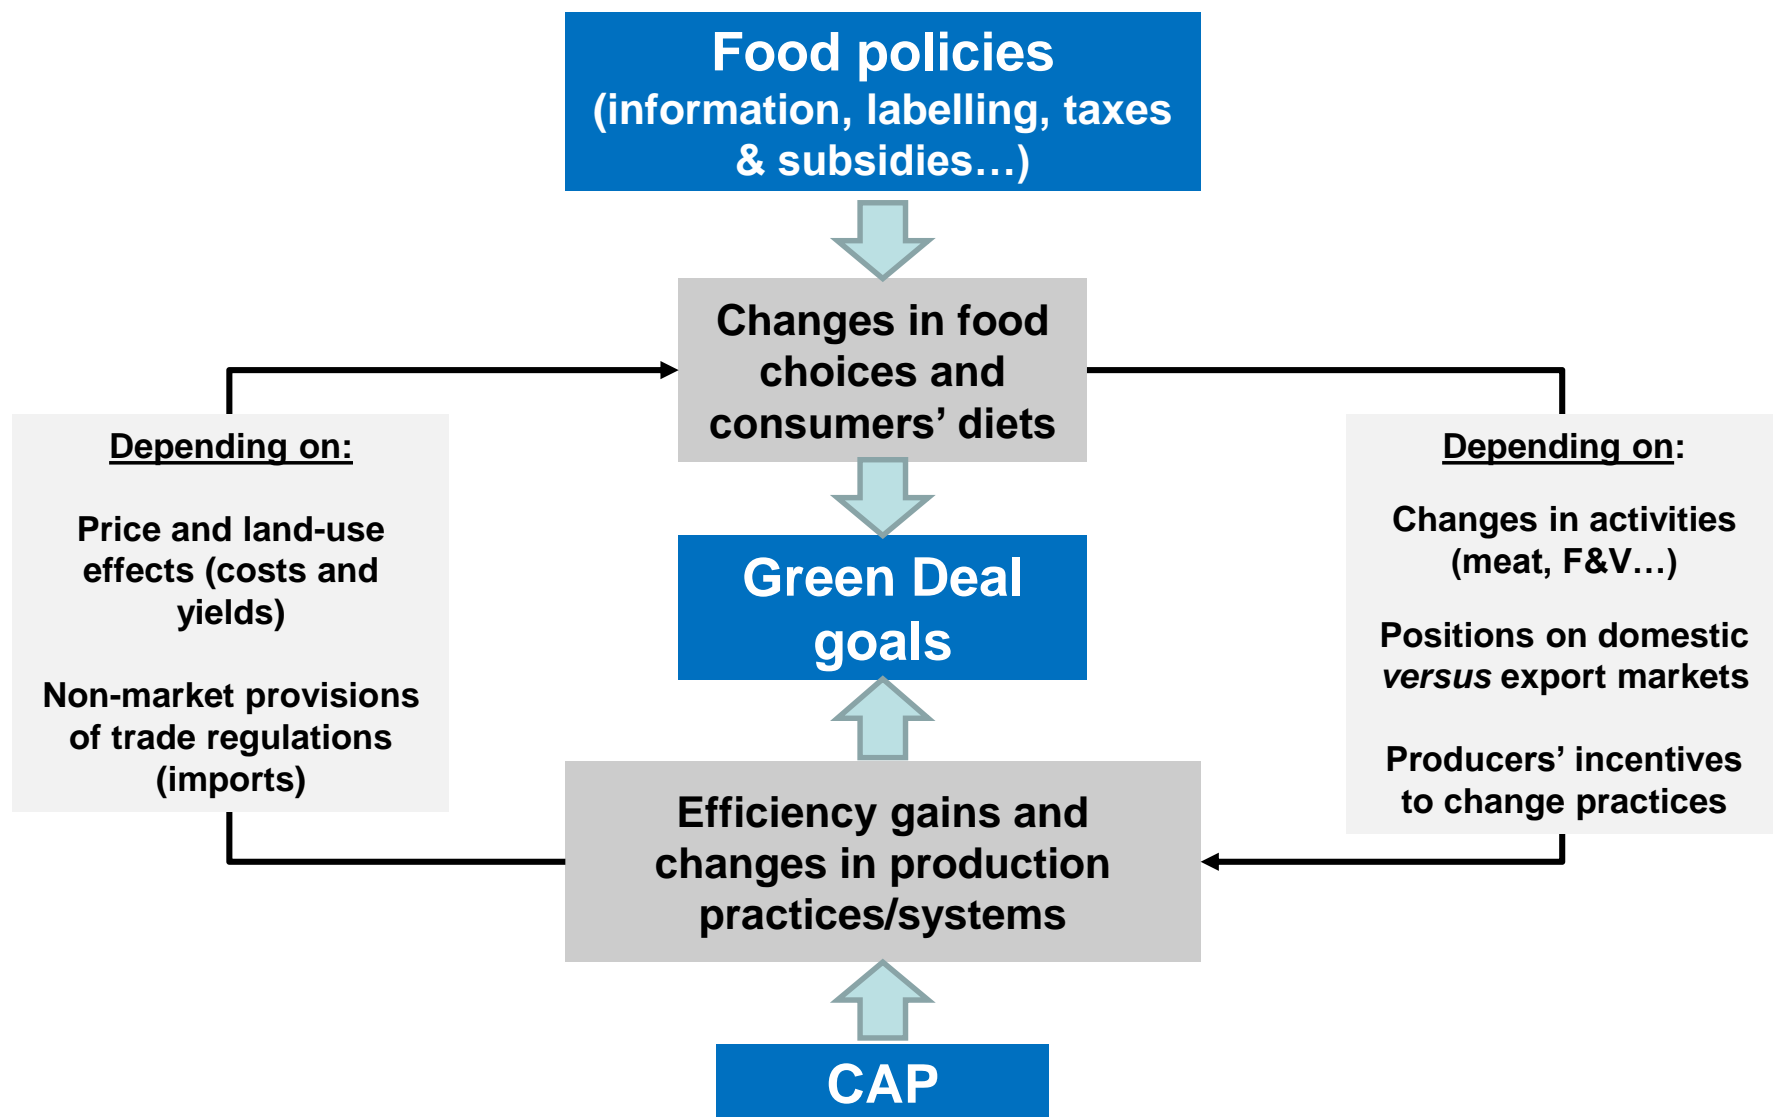 Food policies
(information, labelling, taxes
& subsidies…)
Changes in food
choices and
consumers’ diets
Depending on:
Price and land-use
effects (costs and
yields)
Non-market provisions
of trade regulations
(imports)
Green Deal
goals
Depending on:
Changes in activities
(meat, F&V…)
Positions on domestic
versus export markets
Producers’ incentives
to change practices
Efficiency gains and
changes in production
practices/systems
CAP